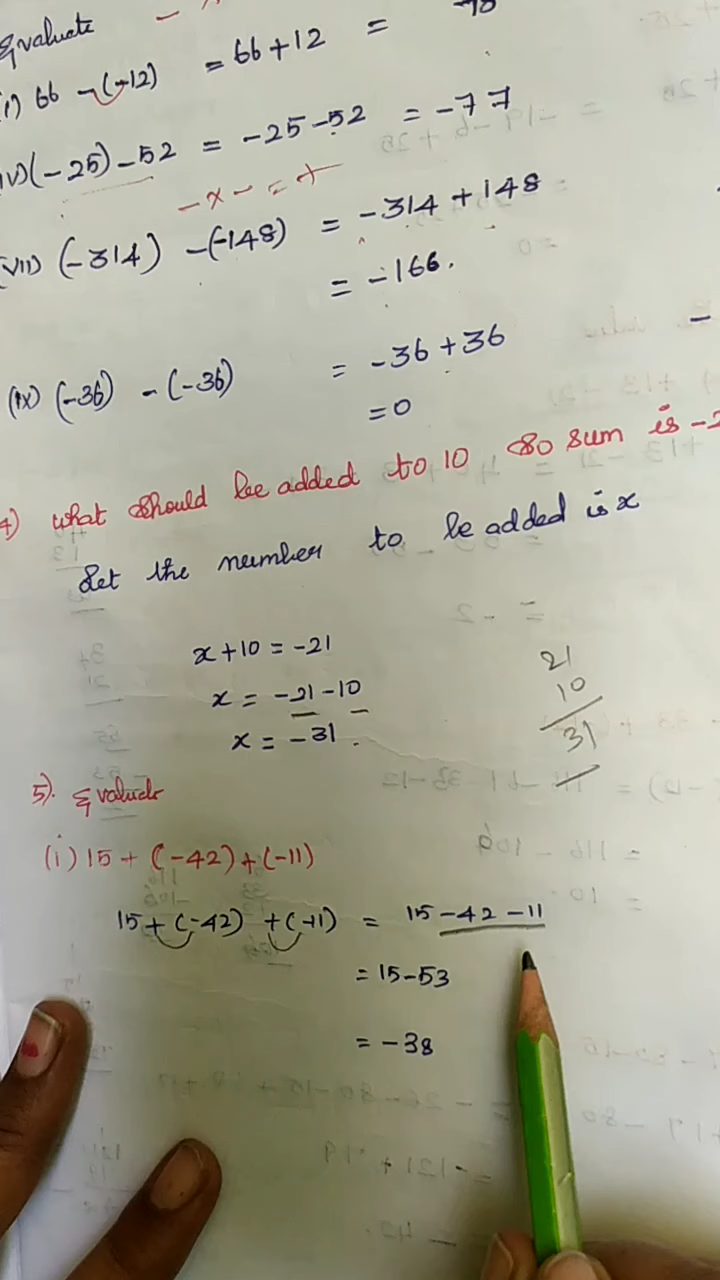 Evaluate
(i) 66 - (-12) = 66 + 12 = 78
(iv) (-25) - 52 = -25 - 52 = -77
- x - = +
(vii) (-314) - (-148) = -314 + 148
= -166.
(ix) (-36) - (-36) = -36 + 36
= 0
4) what should be added to 10 so sum is -2
Let the number to be added is x
x + 10 = -21
x = -21 - 10
x = -31.
21
10
31
5). Evaluate
(i) 15 + (-42) + (-11)
15 + (-42) + (-11) = 15 - 42 - 11
= 15 - 53
= -38